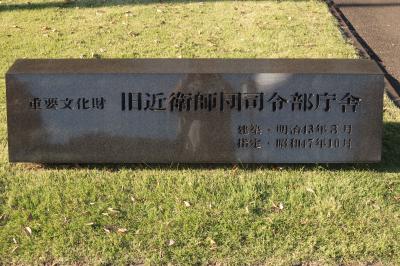 重要文化財 旧近衛師団司令部庁舎
建築・明治43年3月
指定・昭和47年10月